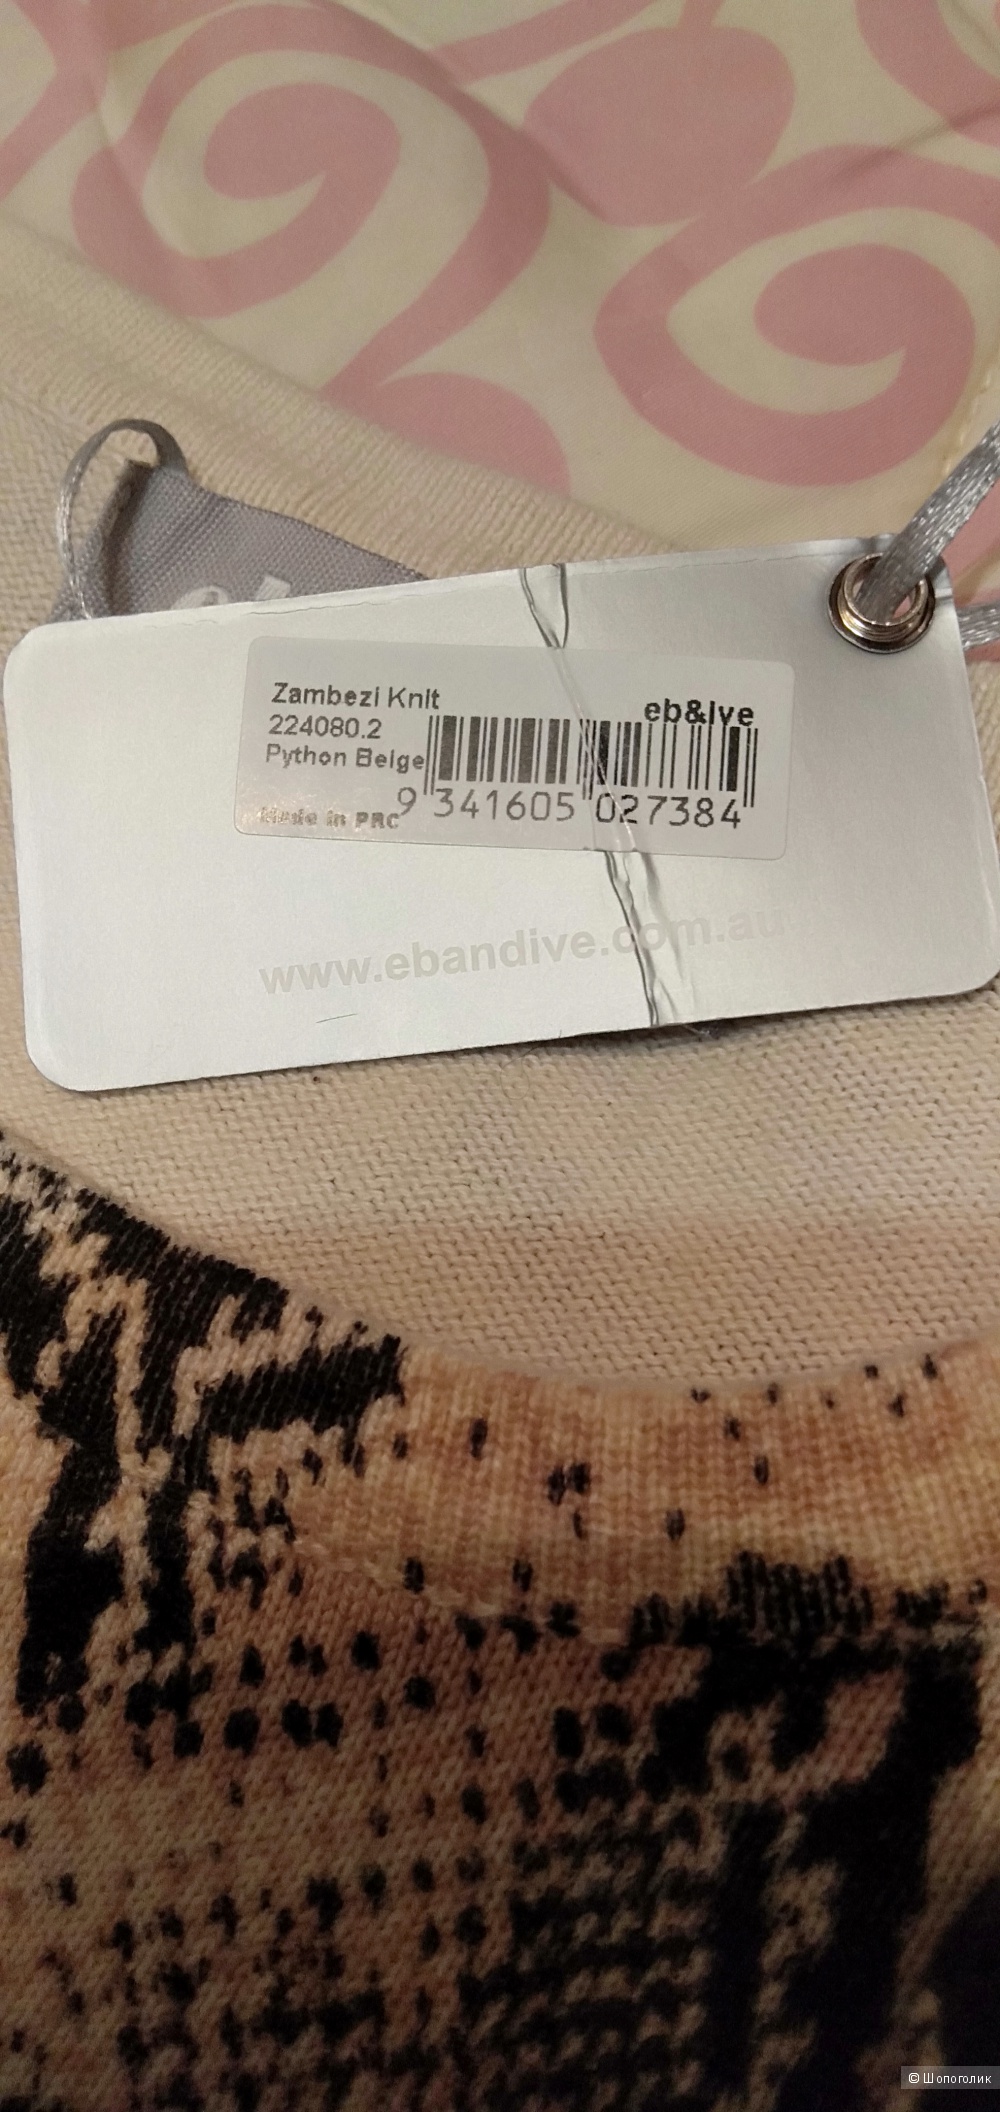 Zambezi Knit
eb&ive
224080.2
Python Beige
9 341605 027384
Made in PRC
www.ebandive.com.au
eb
© Шопоголик